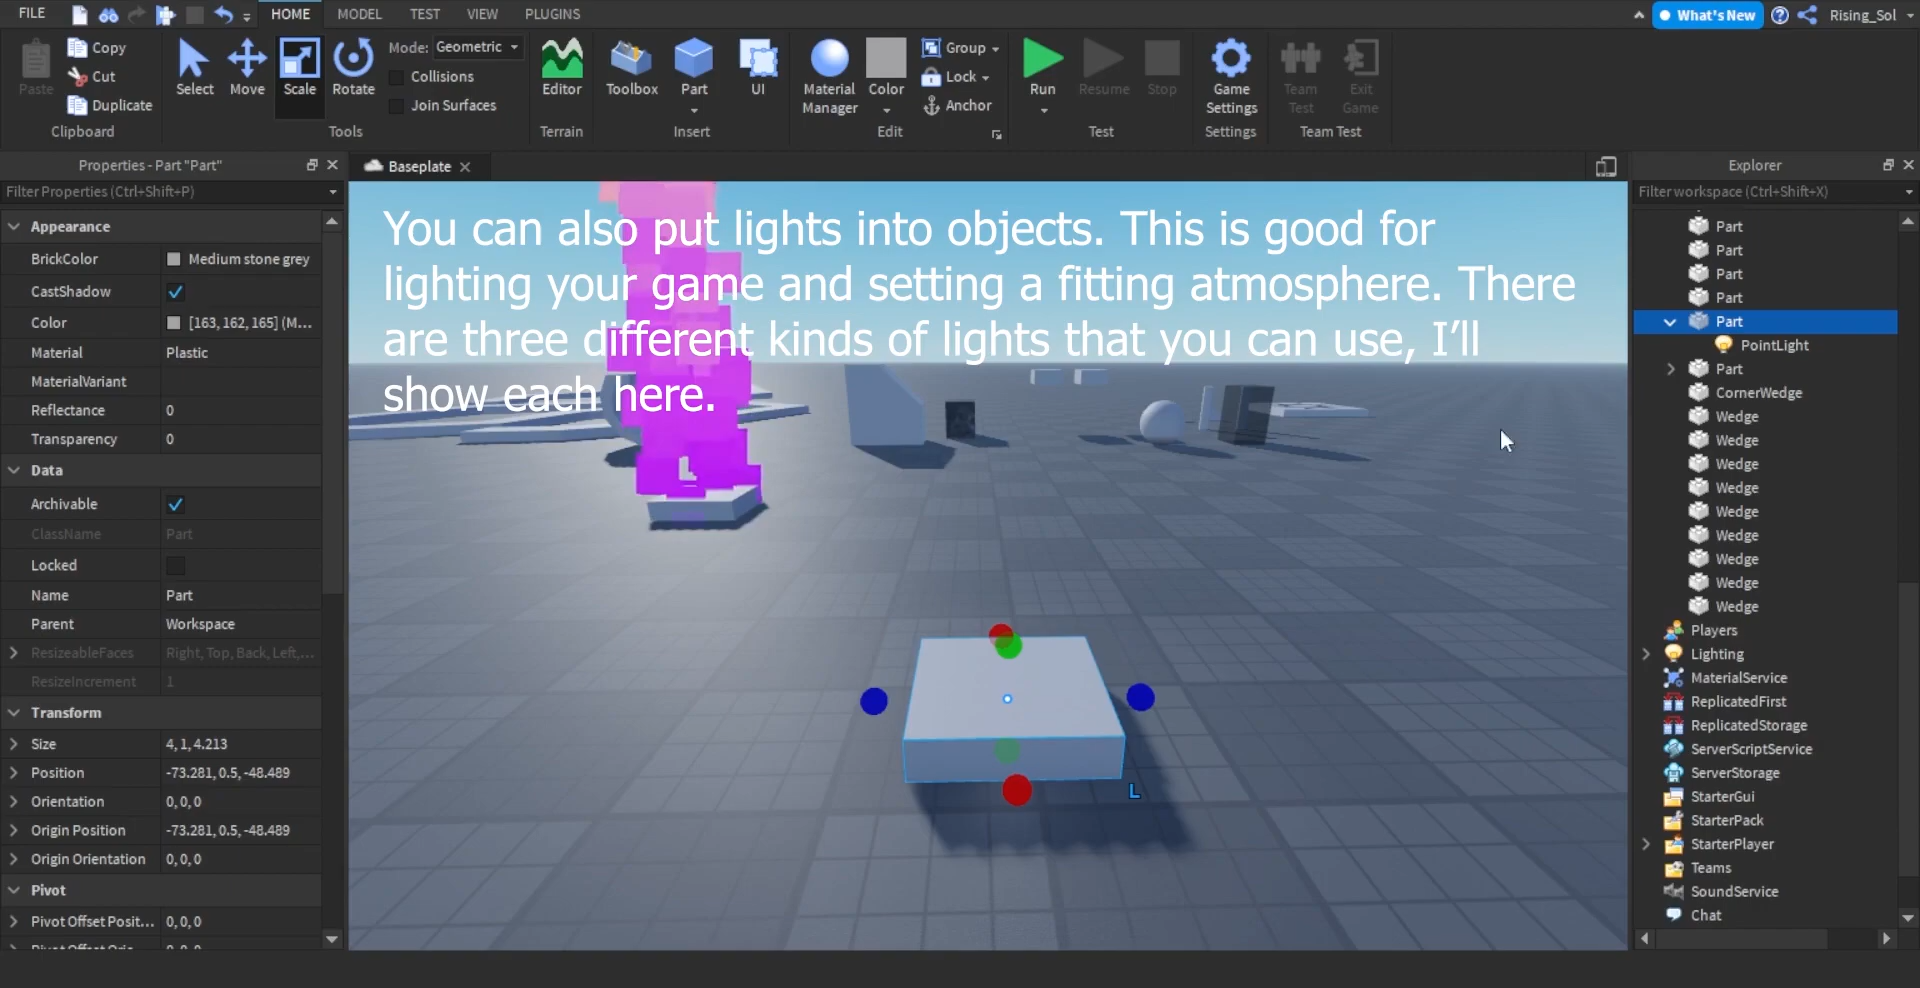 FILE HOME MODEL TEST VIEW PLUGINS What's New Rising_Sol
Paste
Copy
Cut
Duplicate
Clipboard
Select Move Scale Rotate
Mode: Geometric
Collisions
Join Surfaces
Tools
Editor
Terrain
Toolbox Part UI
Insert
Material Manager
Color
Group
Lock
Anchor
Edit
Run Resume Stop
Test
Game Settings
Settings
Team Test
Exit Game
Team Test
Properties - Part "Part"
Filter Properties (Ctrl+Shift+P)
Appearance
BrickColor Medium stone grey
CastShadow
Color [163, 162, 165] (M...
Material Plastic
MaterialVariant
Reflectance 0
Transparency 0
Data
Archivable
ClassName Part
Locked
Name Part
Parent Workspace
ResizeableFaces Right, Top, Back, Left,...
ResizeIncrement 1
Transform
Size 4, 1, 4.213
Position -73.281, 0.5, -48.489
Orientation 0, 0, 0
Origin Position -73.281, 0.5, -48.489
Origin Orientation 0, 0, 0
Pivot
Pivot Offset Posit... 0, 0, 0
Baseplate
You can also put lights into objects. This is good for
lighting your game and setting a fitting atmosphere. There
are three different kinds of lights that you can use, I’ll
show each here.
L
Explorer
Filter workspace (Ctrl+Shift+X)
Part
Part
Part
Part
Part
PointLight
Part
CornerWedge
Wedge
Wedge
Wedge
Wedge
Wedge
Wedge
Wedge
Wedge
Wedge
Players
Lighting
MaterialService
ReplicatedFirst
ReplicatedStorage
ServerScriptService
ServerStorage
StarterGui
StarterPack
StarterPlayer
Teams
SoundService
Chat